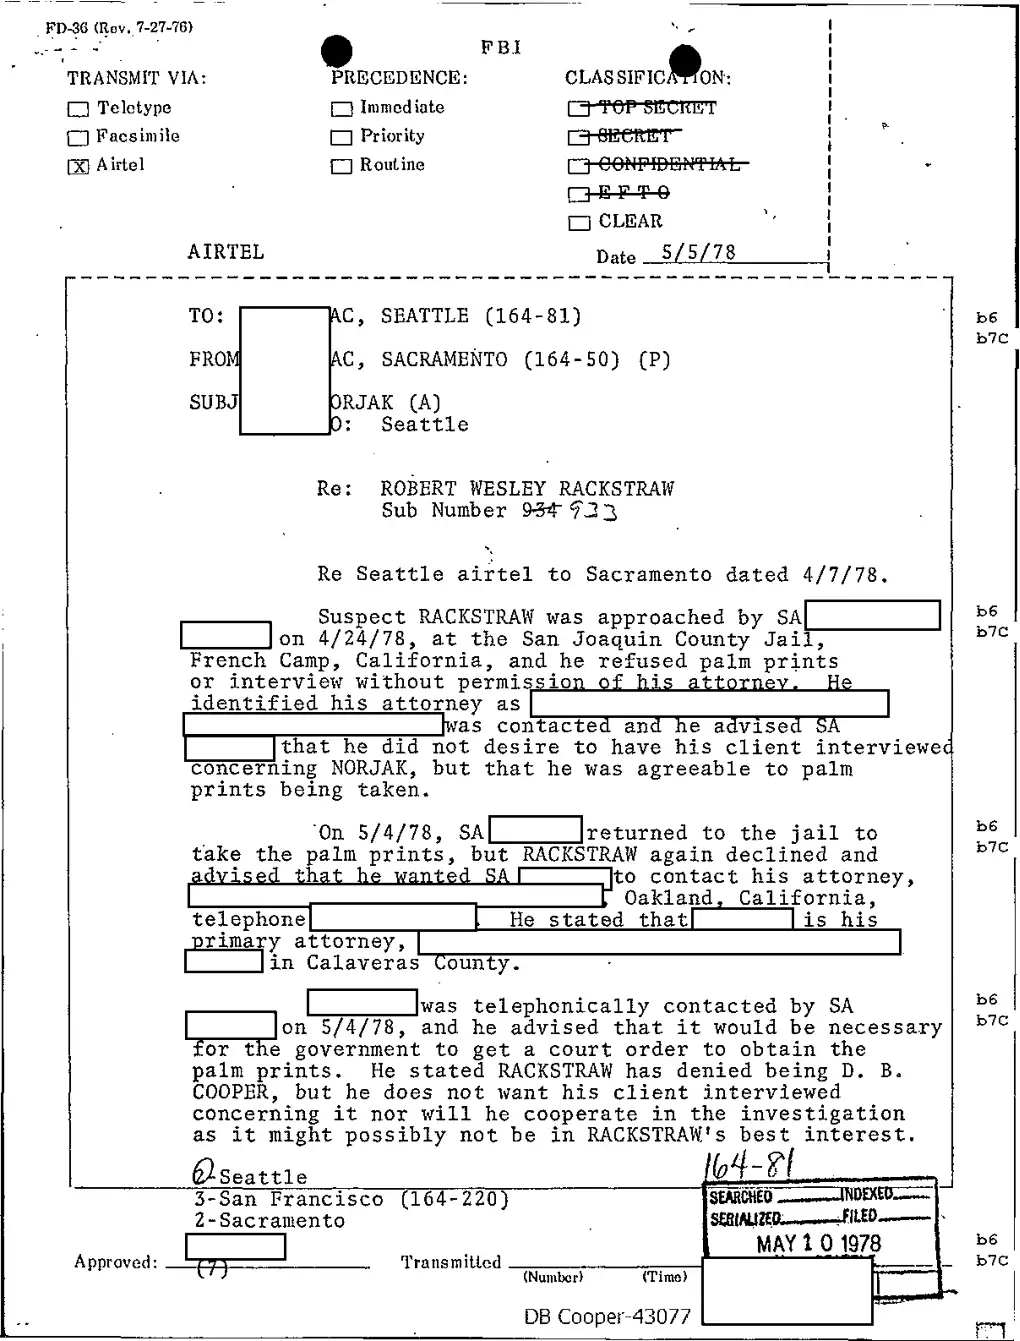 FD-36 (Rev. 7-27-76)
FBI
TRANSMIT VIA: PRECEDENCE: CLASSIFICATION:
Teletype Immediate TOP SECRET
Facsimile Priority SECRET
X Airtel Routine CONFIDENTIAL
E F T O
CLEAR
AIRTEL Date 5/5/78
TO: AC, SEATTLE (164-81) b6
b7C
FROM AC, SACRAMENTO (164-50) (P)
SUBJ ORJAK (A)
O: Seattle
Re: ROBERT WESLEY RACKSTRAW
Sub Number 934 933
Re Seattle airtel to Sacramento dated 4/7/78.
Suspect RACKSTRAW was approached by SA b6
on 4/24/78, at the San Joaquin County Jail, b7C
French Camp, California, and he refused palm prints
or interview without permission of his attorney. He
identified his attorney as
was contacted and he advised SA
that he did not desire to have his client interviewed
concerning NORJAK, but that he was agreeable to palm
prints being taken.
On 5/4/78, SA returned to the jail to b6
take the palm prints, but RACKSTRAW again declined and b7C
advised that he wanted SA to contact his attorney,
, Oakland, California,
telephone . He stated that is his
primary attorney,
in Calaveras County.
was telephonically contacted by SA b6
on 5/4/78, and he advised that it would be necessary b7C
for the government to get a court order to obtain the
palm prints. He stated RACKSTRAW has denied being D. B.
COOPER, but he does not want his client interviewed
concerning it nor will he cooperate in the investigation
as it might possibly not be in RACKSTRAW's best interest.
164-81
2-Seattle
3-San Francisco (164-220)
2-Sacramento
SEARCHED INDEXED
SERIALIZED FILED
MAY 10 1978
b6
b7C
Approved: (7) Transmitted
(Number) (Time)
DB Cooper-43077